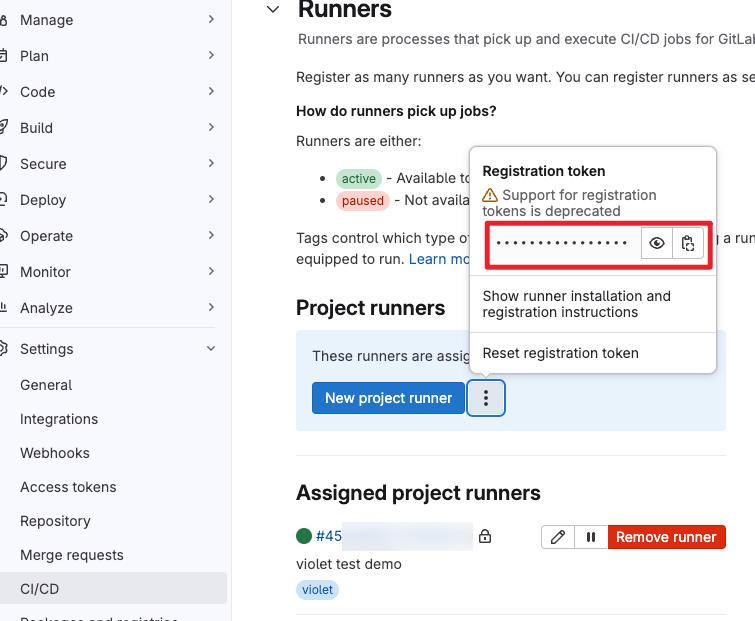 Manage
Plan
Code
Build
Secure
Deploy
Operate
Monitor
Analyze
Settings
General
Integrations
Webhooks
Access tokens
Repository
Merge requests
CI/CD
Runners
Runners are processes that pick up and execute CI/CD jobs for GitLab
Register as many runners as you want. You can register runners as se
How do runners pick up jobs?
Runners are either:
• active - Available to
• paused - Not availa
Tags control which type of g a run
equipped to run. Learn mo
Registration token
Support for registration
tokens is deprecated
Show runner installation and
registration instructions
Reset registration token
Project runners
These runners are assig
New project runner
Assigned project runners
#45
Remove runner
violet test demo
violet